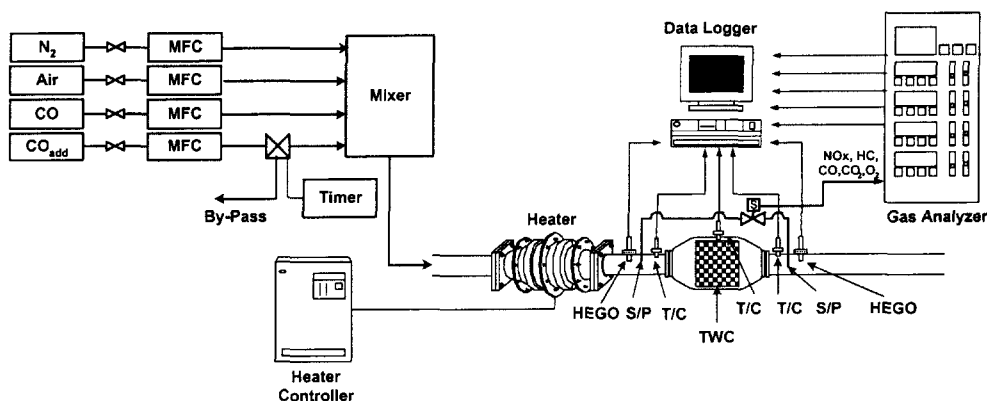 N2
MFC
Air
MFC
CO
MFC
COadd
MFC
Mixer
By-Pass
Timer
Data Logger
NOx, HC,
CO,CO2,O2
S
Gas Analyzer
Heater
HEGO
S/P
T/C
T/C
T/C
S/P
HEGO
TWC
Heater
Controller